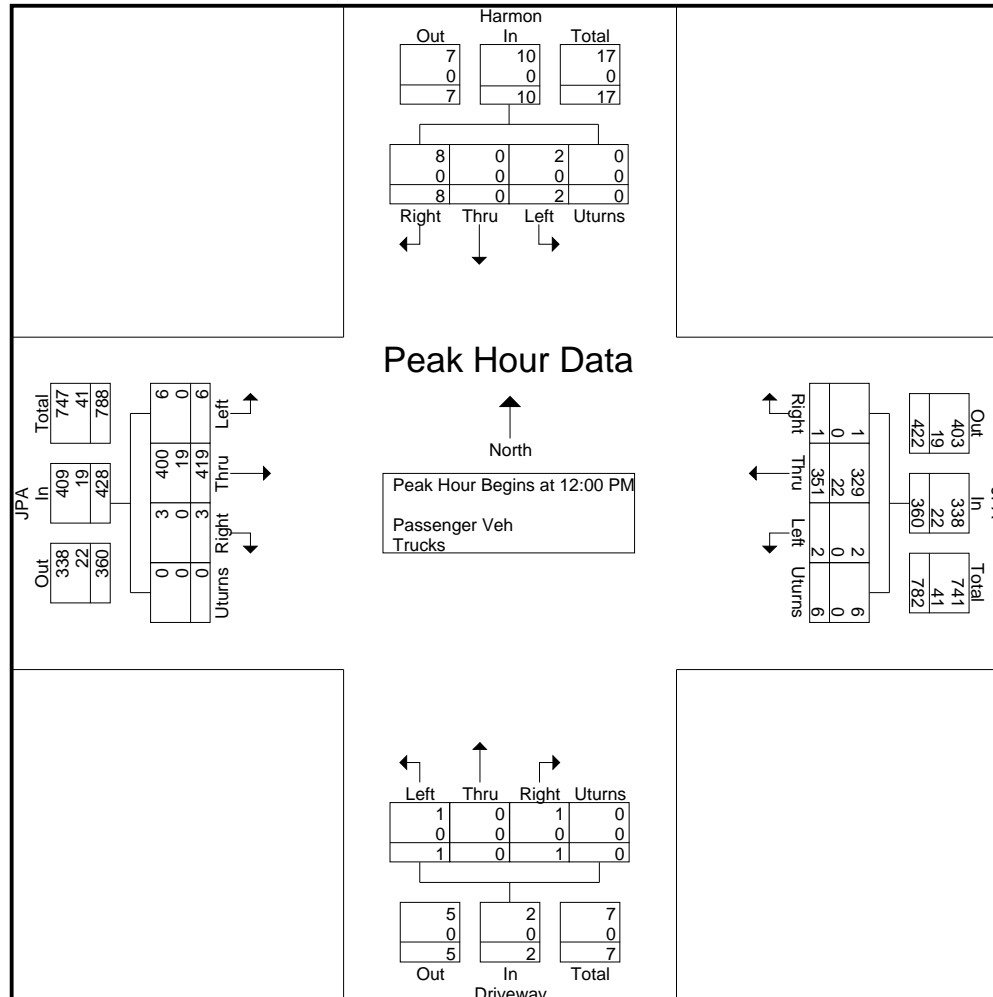 Harmon
Out In Total
7 10 17
0 0 0
7 10 17
8 0 2 0
0 0 0 0
8 0 2 0
Right Thru Left Uturns
Peak Hour Data
North
Peak Hour Begins at 12:00 PM
Passenger Veh
Trucks
JPA
Total In Out
747 409 338
41 19 22
788 428 360
Left Thru Right Uturns
6 400 3 0
0 19 0 0
6 419 3 0
Out In Total
403 338 741
19 22 41
422 360 782
1 329 2 6
0 22 0 0
1 351 2 6
Right Thru Left Uturns
Left Thru Right Uturns
1 0 1 0
0 0 0 0
1 0 1 0
5 2 7
0 0 0
5 2 7
Out In Total
Driveway